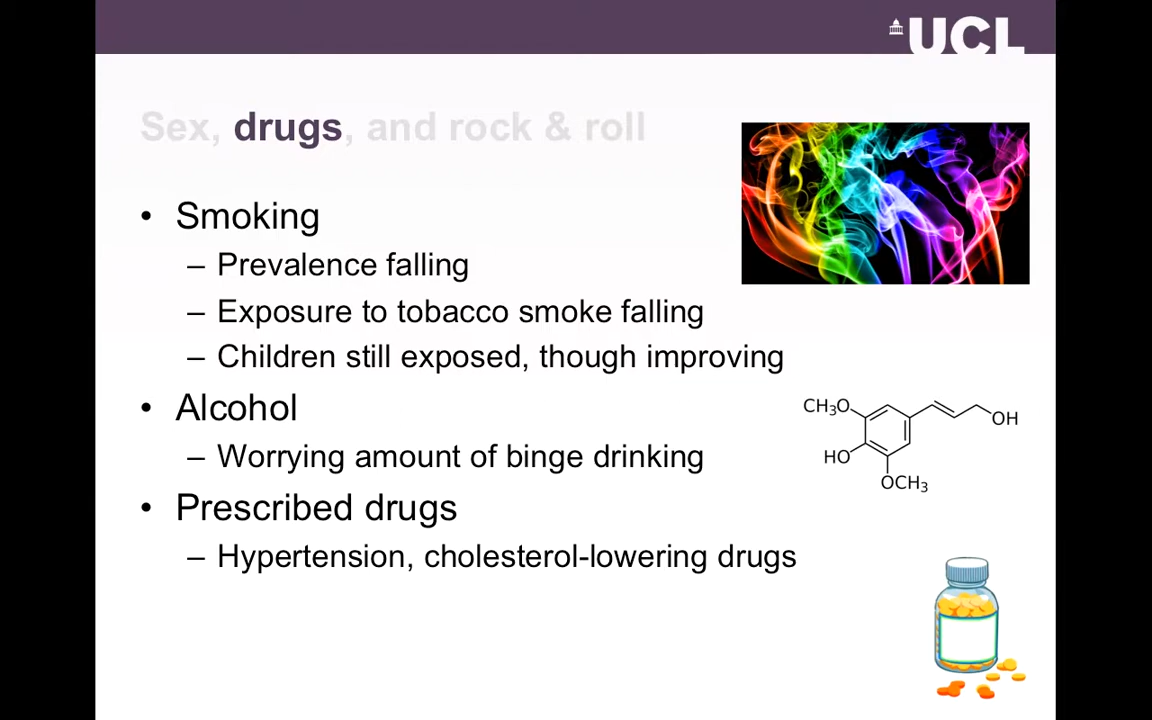 UCL
Sex, drugs, and rock & roll
• Smoking
– Prevalence falling
– Exposure to tobacco smoke falling
– Children still exposed, though improving
• Alcohol
– Worrying amount of binge drinking
• Prescribed drugs
– Hypertension, cholesterol-lowering drugs
CH₃O
OH
HO
OCH₃